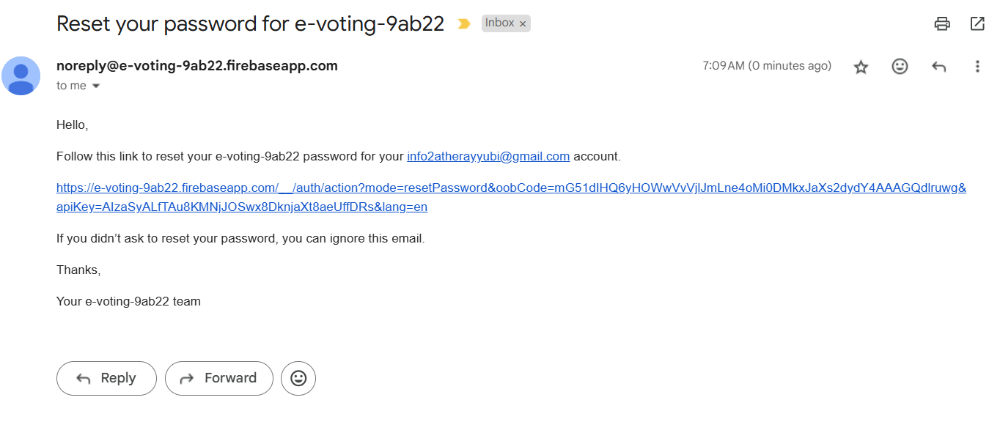 Reset your password for e-voting-9ab22 Inbox ×
noreply@e-voting-9ab22.firebaseapp.com 7:09 AM (0 minutes ago)
to me
Hello,
Follow this link to reset your e-voting-9ab22 password for your info2atherayyubi@gmail.com account.
https://e-voting-9ab22.firebaseapp.com/__/auth/action?mode=resetPassword&oobCode=mG51dIHQ6yHOWwVvVjlJmLne4oMi0DMkxJaXs2dydY4AAAGQdlruwg&
apiKey=AIzaSyALfTAu8KMNjJOSwx8DknjaXt8aeUffDRs&lang=en
If you didn’t ask to reset your password, you can ignore this email.
Thanks,
Your e-voting-9ab22 team
Reply Forward